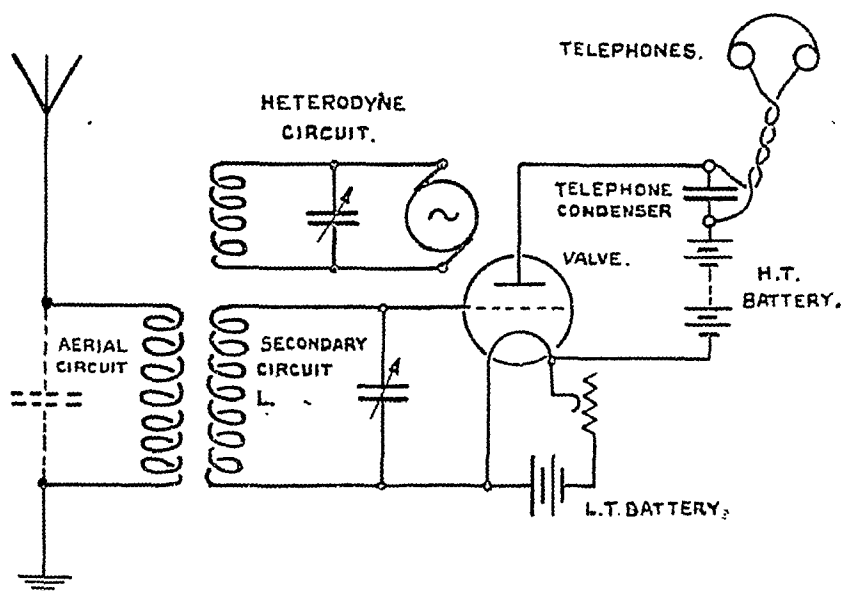 TELEPHONES.
HETERODYNE
CIRCUIT.
TELEPHONE
CONDENSER
VALVE.
H.T.
BATTERY.
AERIAL
CIRCUIT
SECONDARY
CIRCUIT
L.
L.T. BATTERY.